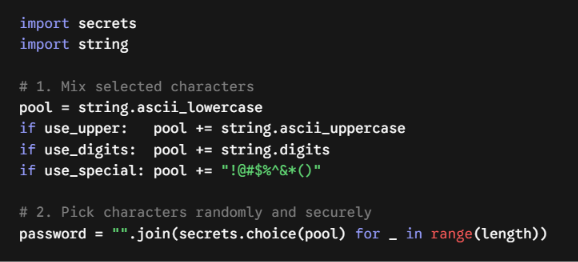 import secrets
import string
# 1. Mix selected characters
pool = string.ascii_lowercase
if use_upper:   pool += string.ascii_uppercase
if use_digits:  pool += string.digits
if use_special: pool += "!@#$%^&*()"
# 2. Pick characters randomly and securely
password = "".join(secrets.choice(pool) for _ in range(length))